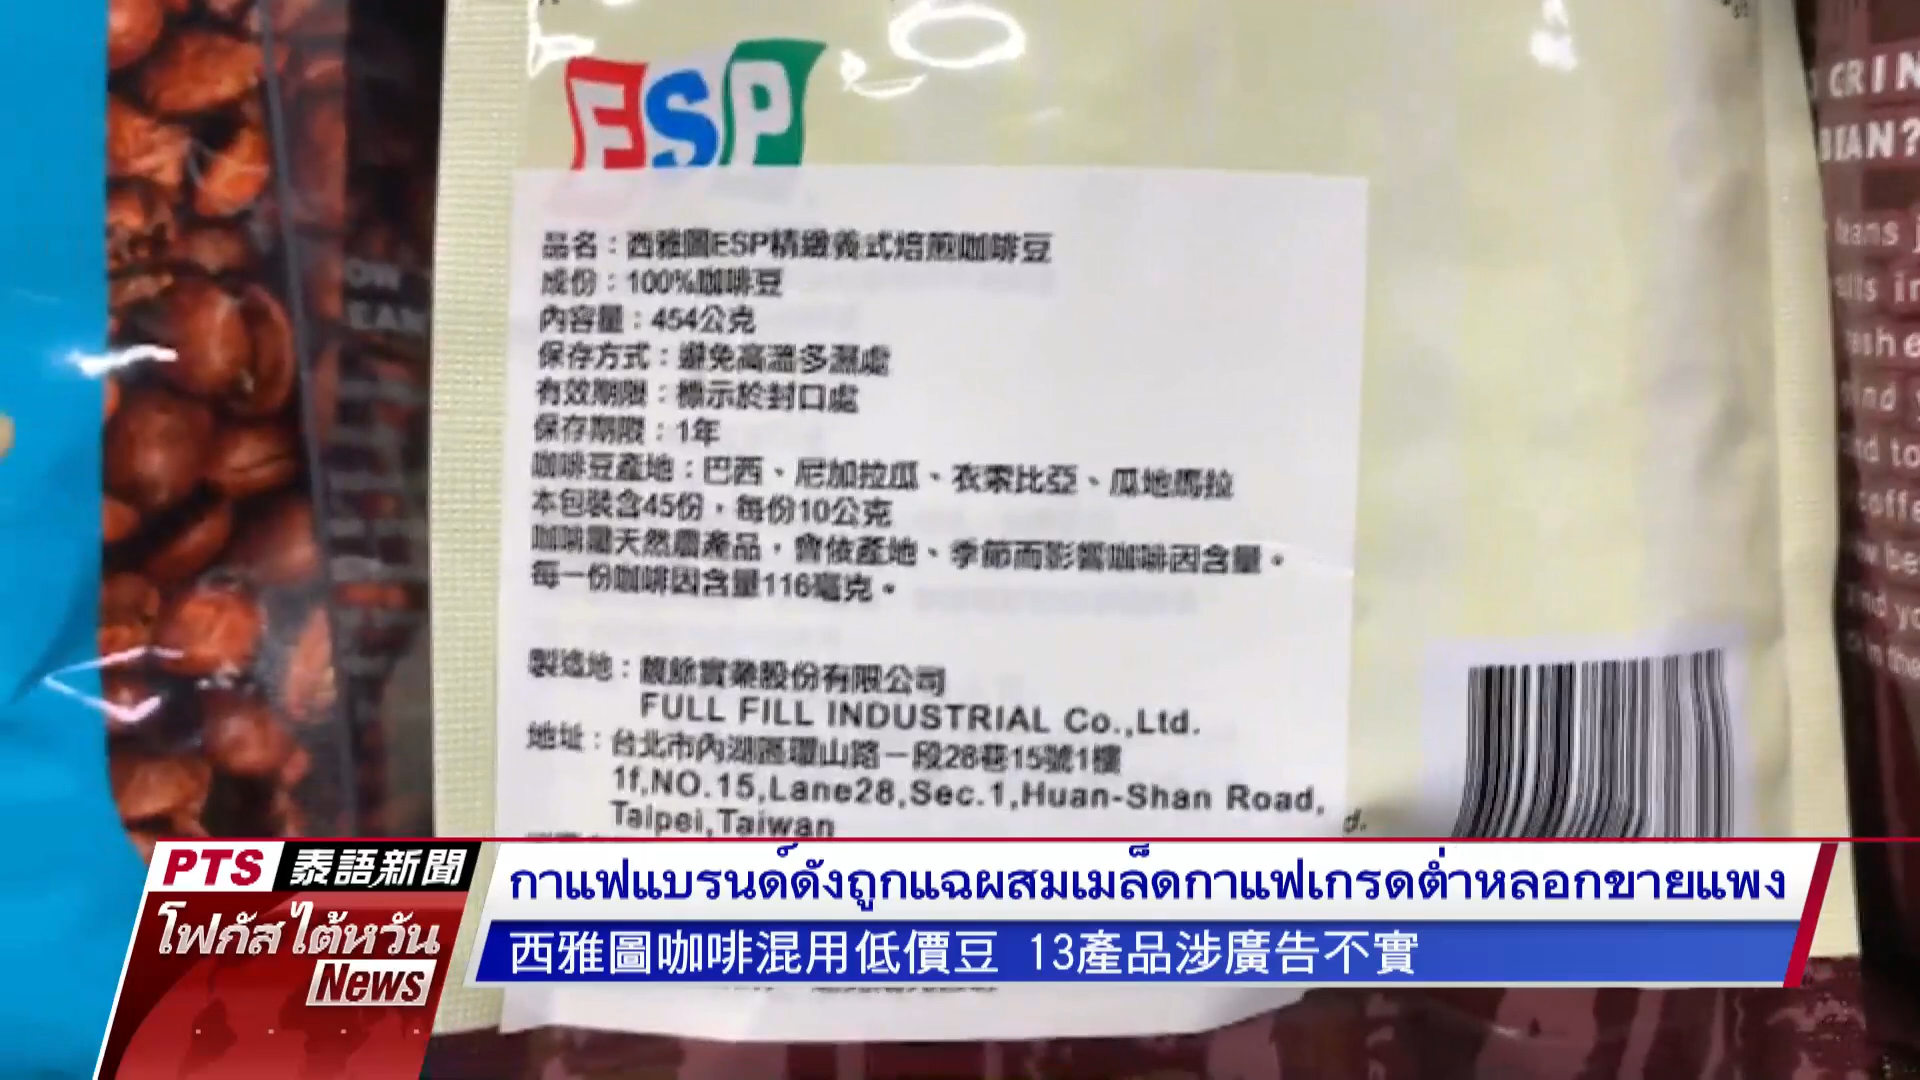 ESP
品名：西雅圖ESP精緻義式焙煎咖啡豆
成份：100%咖啡豆
內容量：454公克
保存方式：避免高溫多濕處
有效期限：標示於封口處
保存期限：1年
咖啡豆產地：巴西、尼加拉瓜、衣索比亞、瓜地馬拉
本包裝含45份，每份10公克
咖啡屬天然農產品，會依產地、季節而影響咖啡因含量。
每一份咖啡因含量116毫克。
製造地：馥餘實業股份有限公司
FULL FILL INDUSTRIAL Co.,Ltd.
地址：台北市內湖區環山路一段28巷15號1樓
1f,NO.15,Lane28,Sec.1,Huan-Shan Road,
Taipei,Taiwan
GRIN
BEAN?
PTS 泰語新聞
โฟกัสไต้หวัน
News
กาแฟแบรนด์ดังถูกแฉผสมเมล็ดกาแฟเกรดต่ำหลอกขายแพง
西雅圖咖啡混用低價豆 13產品涉廣告不實